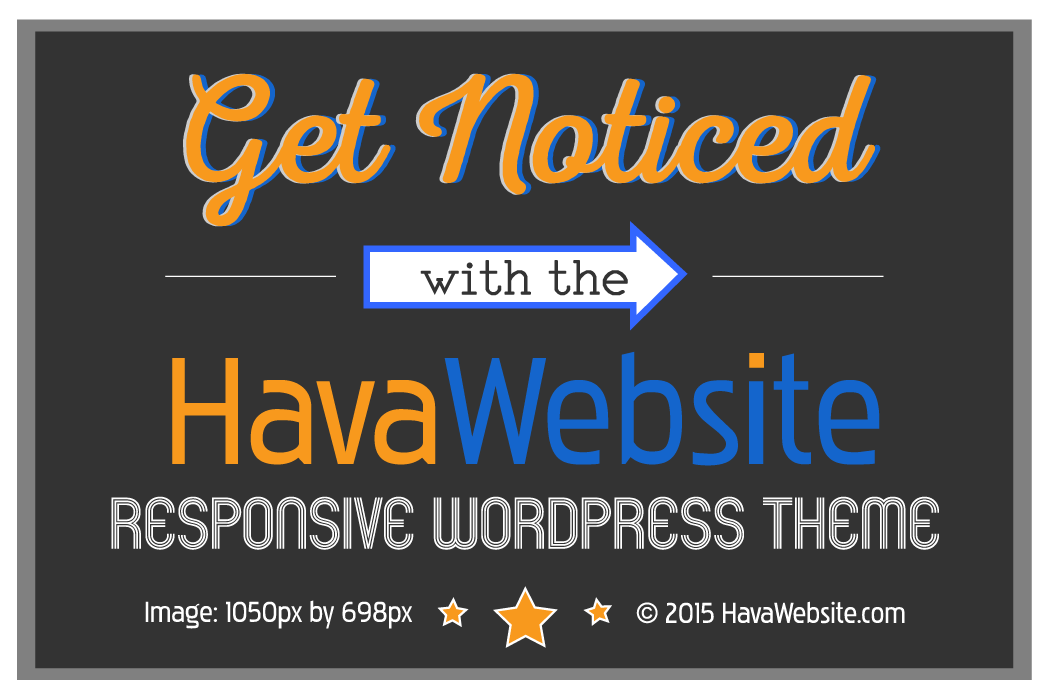 Get Noticed
with the
HavaWebsite
RESPONSIVE WORDPRESS THEME
Image: 1050px by 698px © 2015 HavaWebsite.com